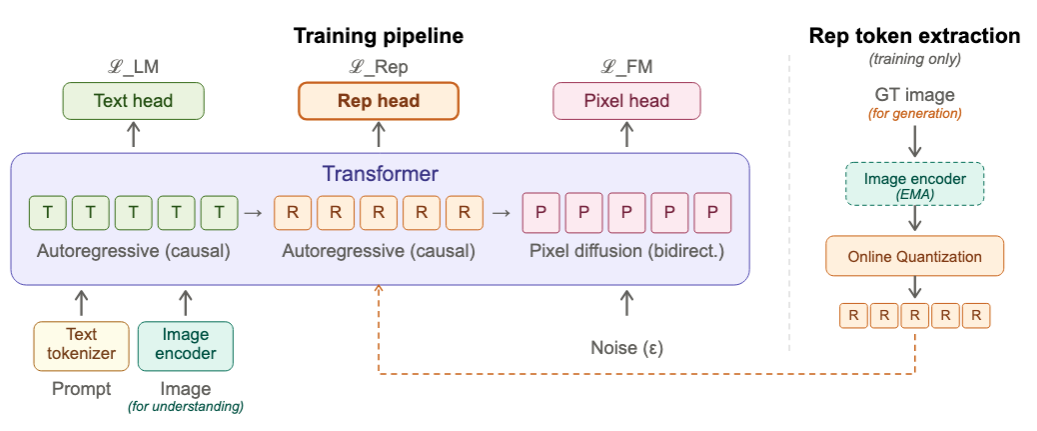 Training pipeline
Rep token extraction
(training only)
ℒ_LM
ℒ_Rep
ℒ_FM
Text head
Rep head
Pixel head
GT image
(for generation)
Transformer
T T T T T → R R R R R → P P P P P
Autoregressive (causal)
Autoregressive (causal)
Pixel diffusion (bidirect.)
Image encoder
(EMA)
Online Quantization
R R R R R
Text
tokenizer
Image
encoder
Noise (ε)
Prompt
Image
(for understanding)